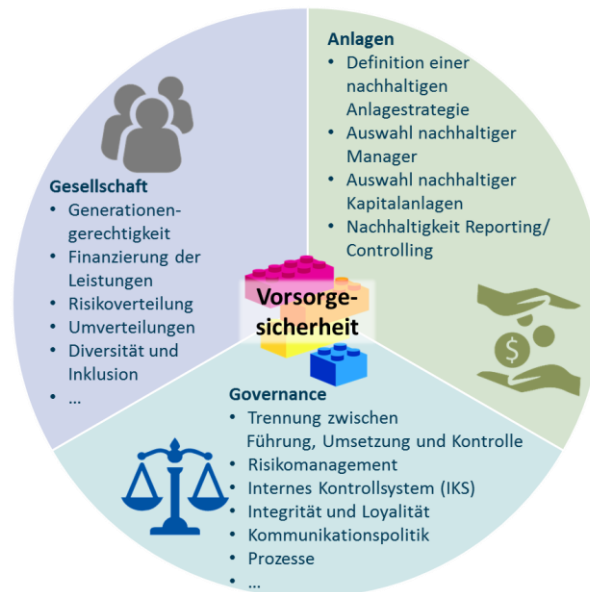 Anlagen
• Definition einer
nachhaltigen
Anlagestrategie
• Auswahl nachhaltiger
Manager
• Auswahl nachhaltiger
Kapitalanlagen
• Nachhaltigkeit Reporting/
Controlling
$
Gesellschaft
• Generationen-
gerechtigkeit
• Finanzierung der
Leistungen
• Risikoverteilung
• Umverteilungen
• Diversität und
Inklusion
• ...
Vorsorge-
sicherheit
Governance
• Trennung zwischen
Führung, Umsetzung und Kontrolle
• Risikomanagement
• Internes Kontrollsystem (IKS)
• Integrität und Loyalität
• Kommunikationspolitik
• Prozesse
• ...